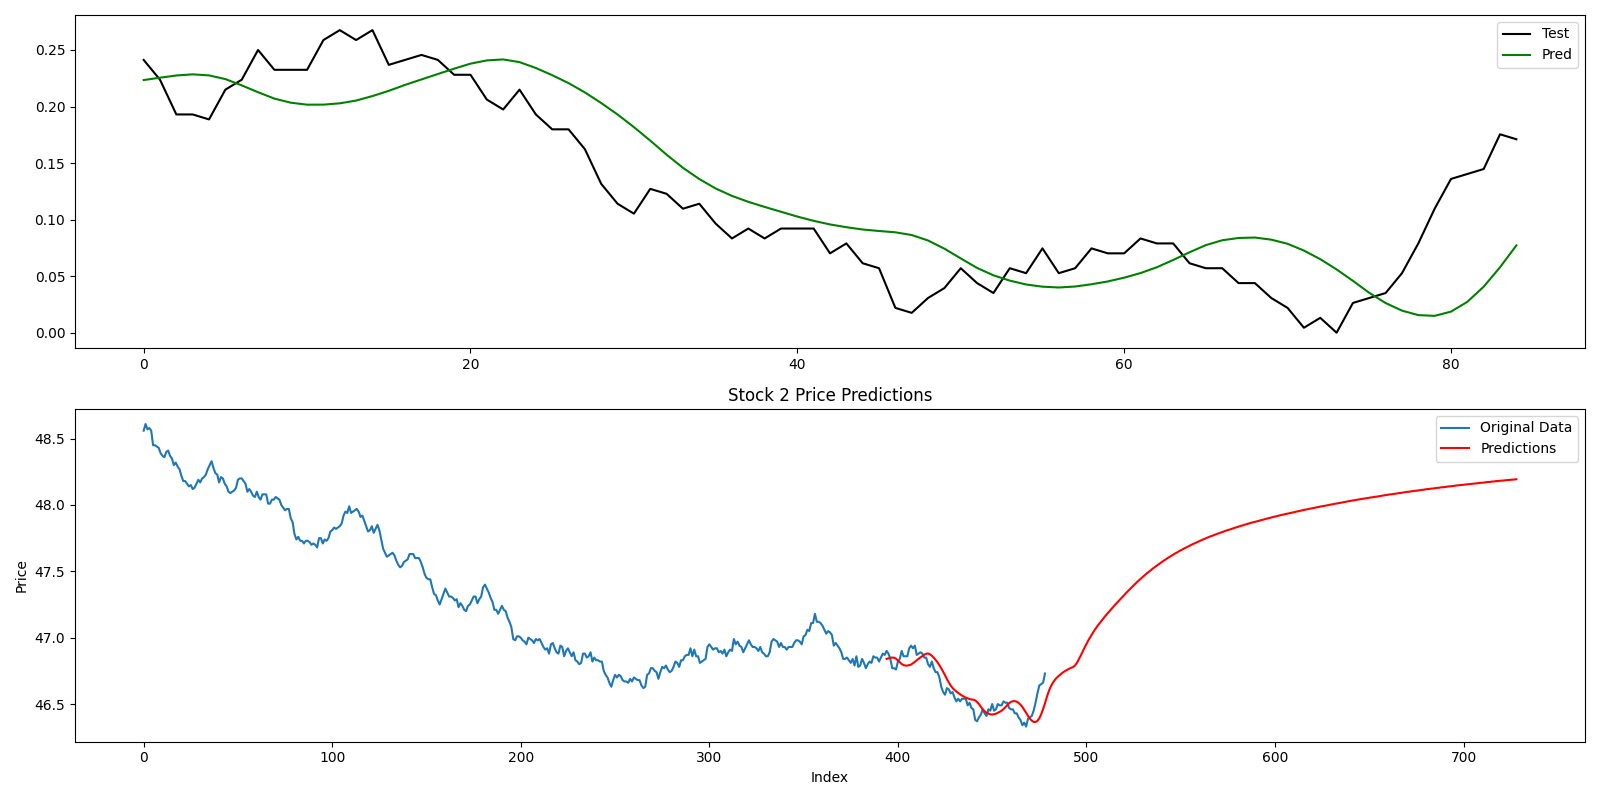 Test
Pred
0.25
0.20
0.15
0.10
0.05
0.00
0 20 40 60 80
Stock 2 Price Predictions
Original Data
Predictions
48.5
48.0
47.5
47.0
46.5
Price
0 100 200 300 400 500 600 700
Index